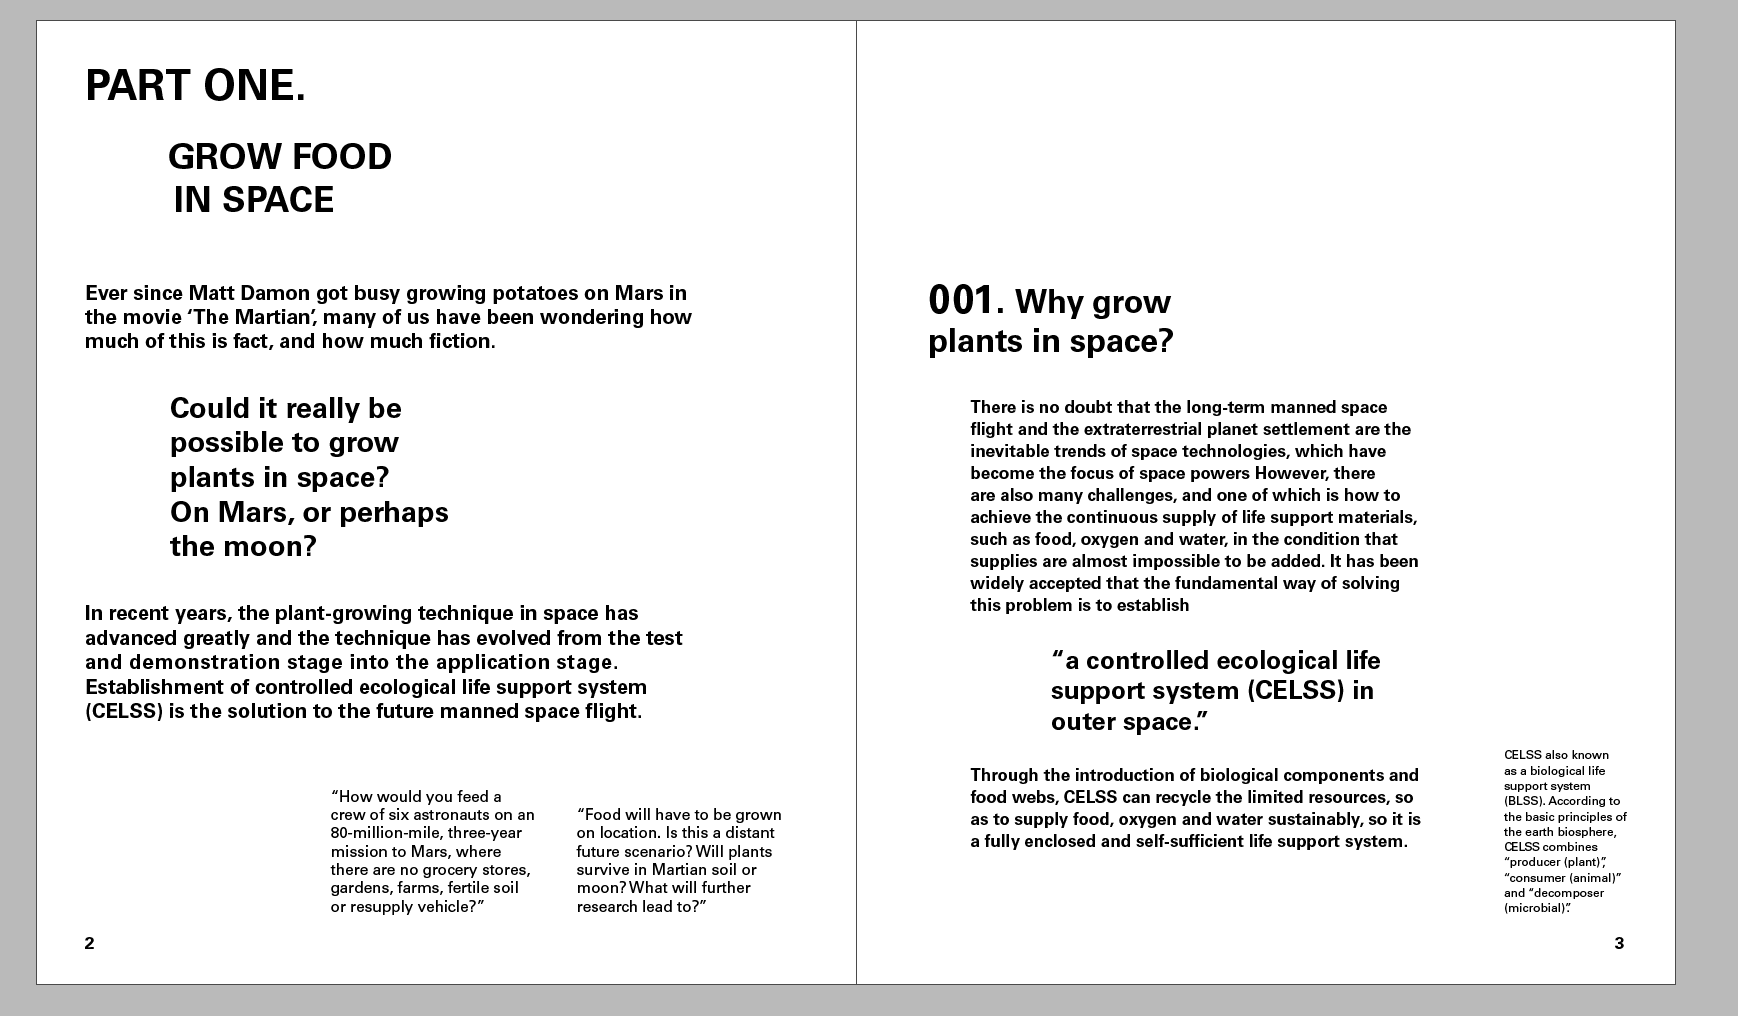 PART ONE.
GROW FOOD
IN SPACE
Ever since Matt Damon got busy growing potatoes on Mars in
the movie ‘The Martian’, many of us have been wondering how
much of this is fact, and how much fiction.
Could it really be
possible to grow
plants in space?
On Mars, or perhaps
the moon?
In recent years, the plant-growing technique in space has
advanced greatly and the technique has evolved from the test
and demonstration stage into the application stage.
Establishment of controlled ecological life support system
(CELSS) is the solution to the future manned space flight.
“How would you feed a
crew of six astronauts on an
80-million-mile, three-year
mission to Mars, where
there are no grocery stores,
gardens, farms, fertile soil
or resupply vehicle?”
“Food will have to be grown
on location. Is this a distant
future scenario? Will plants
survive in Martian soil or
moon? What will further
research lead to?”
2
001. Why grow
plants in space?
There is no doubt that the long-term manned space
flight and the extraterrestrial planet settlement are the
inevitable trends of space technologies, which have
become the focus of space powers However, there
are also many challenges, and one of which is how to
achieve the continuous supply of life support materials,
such as food, oxygen and water, in the condition that
supplies are almost impossible to be added. It has been
widely accepted that the fundamental way of solving
this problem is to establish
“a controlled ecological life
support system (CELSS) in
outer space.”
Through the introduction of biological components and
food webs, CELSS can recycle the limited resources, so
as to supply food, oxygen and water sustainably, so it is
a fully enclosed and self-sufficient life support system.
CELSS also known
as a biological life
support system
(BLSS). According to
the basic principles of
the earth biosphere,
CELSS combines
“producer (plant)”,
“consumer (animal)”
and “decomposer
(microbial)”.
3